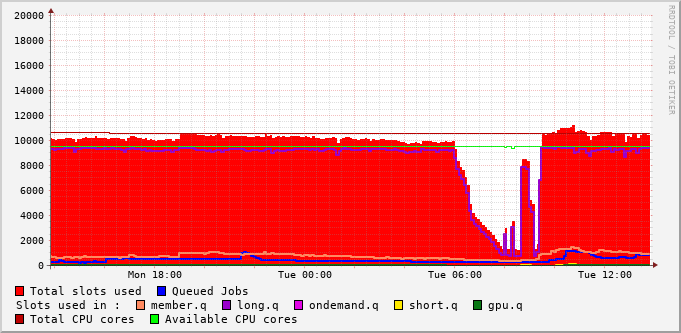 20000
18000
16000
14000
12000
10000
8000
6000
4000
2000
0
Mon 18:00 Tue 00:00 Tue 06:00 Tue 12:00
RRDTOOL / TOBI OETIKER
Total slots used Queued Jobs
Slots used in : member.q long.q ondemand.q short.q gpu.q
Total CPU cores
Available CPU cores